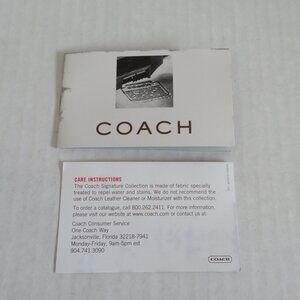 COACH
CARE INSTRUCTIONS
The Coach Signature Collection is made of fabric specially
treated to repel water and stains. We do not recommend the
use of Coach Leather Cleaner or Moisturizer with this collection.
To order a catalogue, call 800.262.2411. For more information,
please visit our website at www.coach.com or contact us at:
Coach Consumer Service
One Coach Way
Jacksonville, Florida 32218-7941
Monday-Friday, 9am-5pm est
904.741.3090
COACH